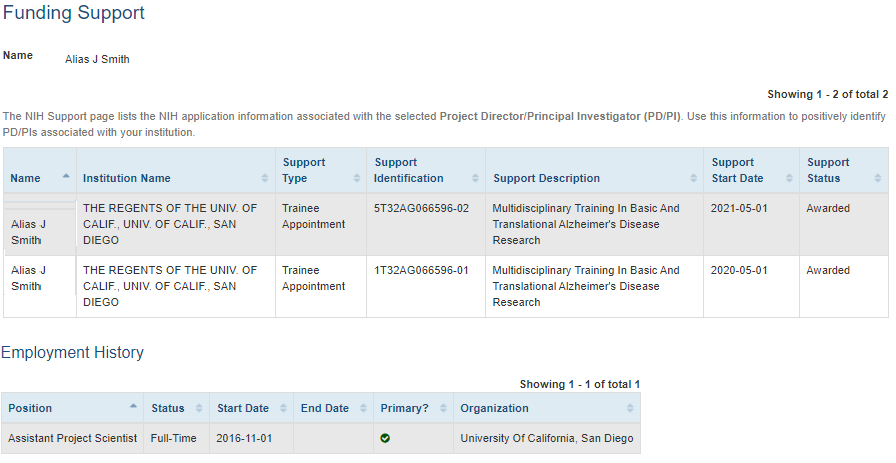 Funding Support
Name Alias J Smith
Showing 1 - 2 of total 2
The NIH Support page lists the NIH application information associated with the selected Project Director/Principal Investigator (PD/PI). Use this information to positively identify
PD/PIs associated with your institution.
Support Support Support Support
Name Institution Name Type Identification Support Description Start Date Status
THE REGENTS OF THE UNIV. OF Trainee 5T32AG066596-02 Multidisciplinary Training In Basic And 2021-05-01 Awarded
Alias J CALIF., UNIV. OF CALIF., SAN Appointment Translational Alzheimer's Disease
Smith DIEGO Research
Alias J THE REGENTS OF THE UNIV. OF Trainee 1T32AG066596-01 Multidisciplinary Training In Basic And 2020-05-01 Awarded
Smith CALIF., UNIV. OF CALIF., SAN Appointment Translational Alzheimer's Disease
DIEGO Research
Employment History
Showing 1 - 1 of total 1
Position Status Start Date End Date Primary? Organization
Assistant Project Scientist Full-Time 2016-11-01 University Of California, San Diego